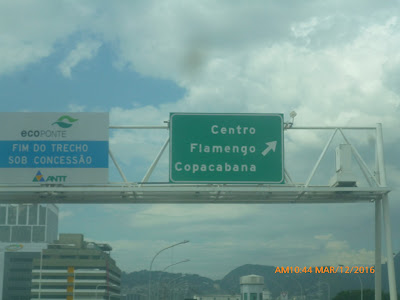 ecoPONTE
FIM DO TRECHO
SOB CONCESSÃO
ANTT
Centro
Flamengo
Copacabana
AM10:44 MAR/12/2016